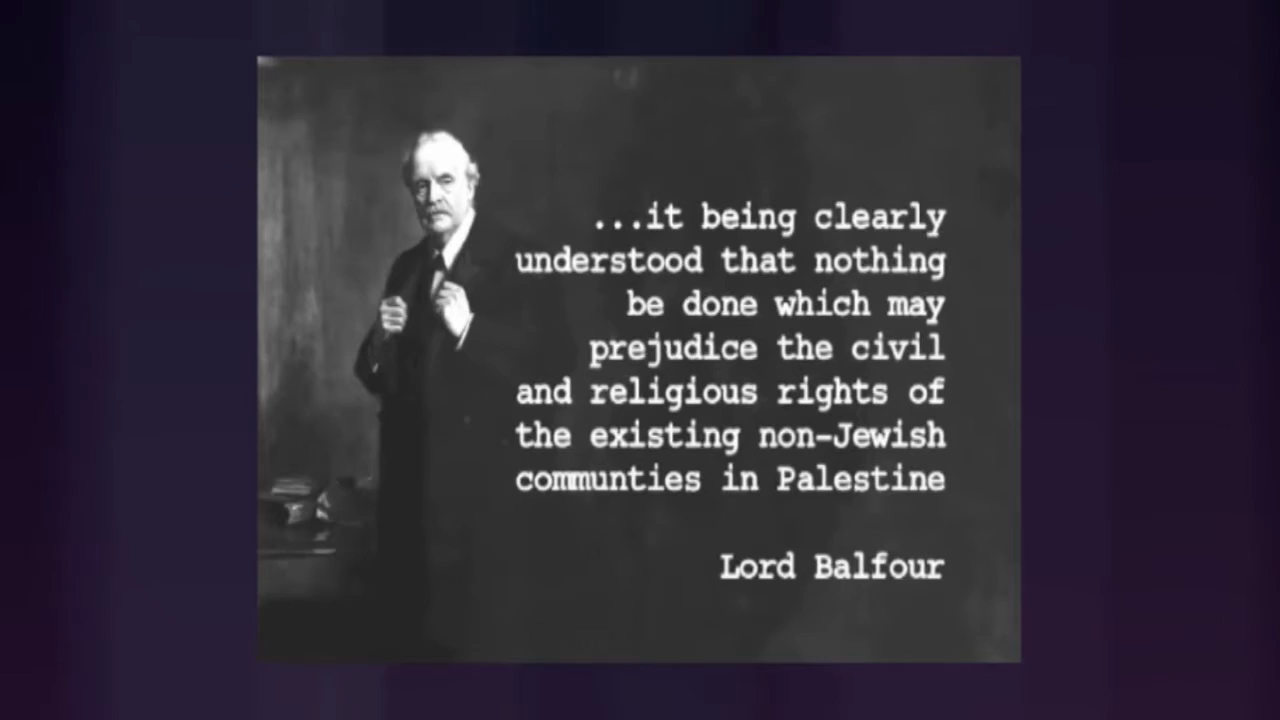 ...it being clearly
understood that nothing
be done which may
prejudice the civil
and religious rights of
the existing non-Jewish
communties in Palestine
Lord Balfour